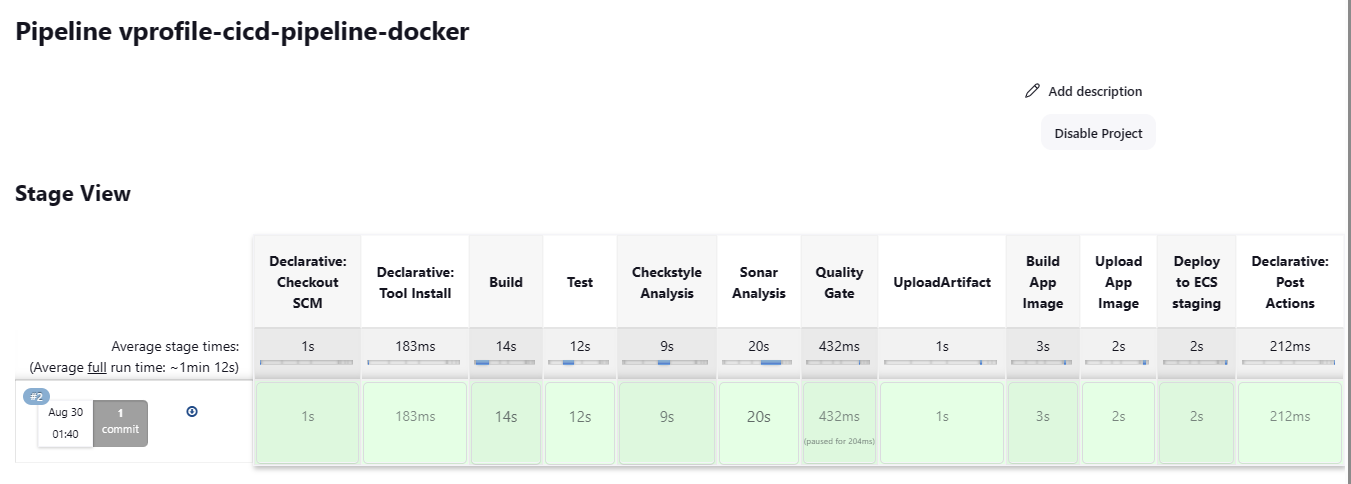 Pipeline vprofile-cicd-pipeline-docker
Add description
Disable Project
Stage View
Declarative: Checkout SCM
Declarative: Tool Install
Build
Test
Checkstyle Analysis
Sonar Analysis
Quality Gate
UploadArtifact
Build App Image
Upload App Image
Deploy to ECS staging
Declarative: Post Actions
Average stage times:
(Average full run time: ~1min 12s)
1s
183ms
14s
12s
9s
20s
432ms
1s
3s
2s
2s
212ms
#2
Aug 30
01:40
1
commit
1s
183ms
14s
12s
9s
20s
432ms
(paused for 204ms)
1s
3s
2s
2s
212ms